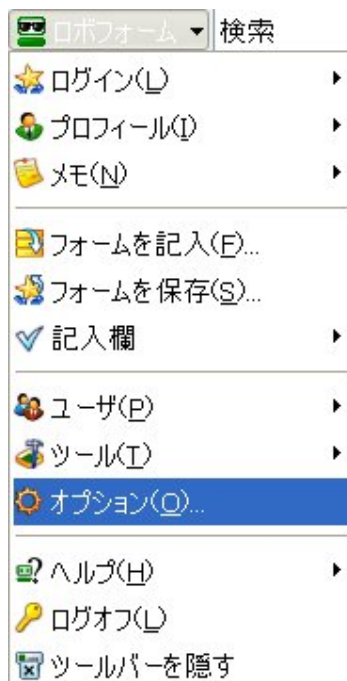 ロボフォーム 検索
ログイン(L)
プロフィール(I)
メモ(N)
フォームを記入(F)...
フォームを保存(S)...
記入欄
ユーザ(P)
ツール(T)
オプション(O)...
ヘルプ(H)
ログオフ(L)
ツールバーを隠す